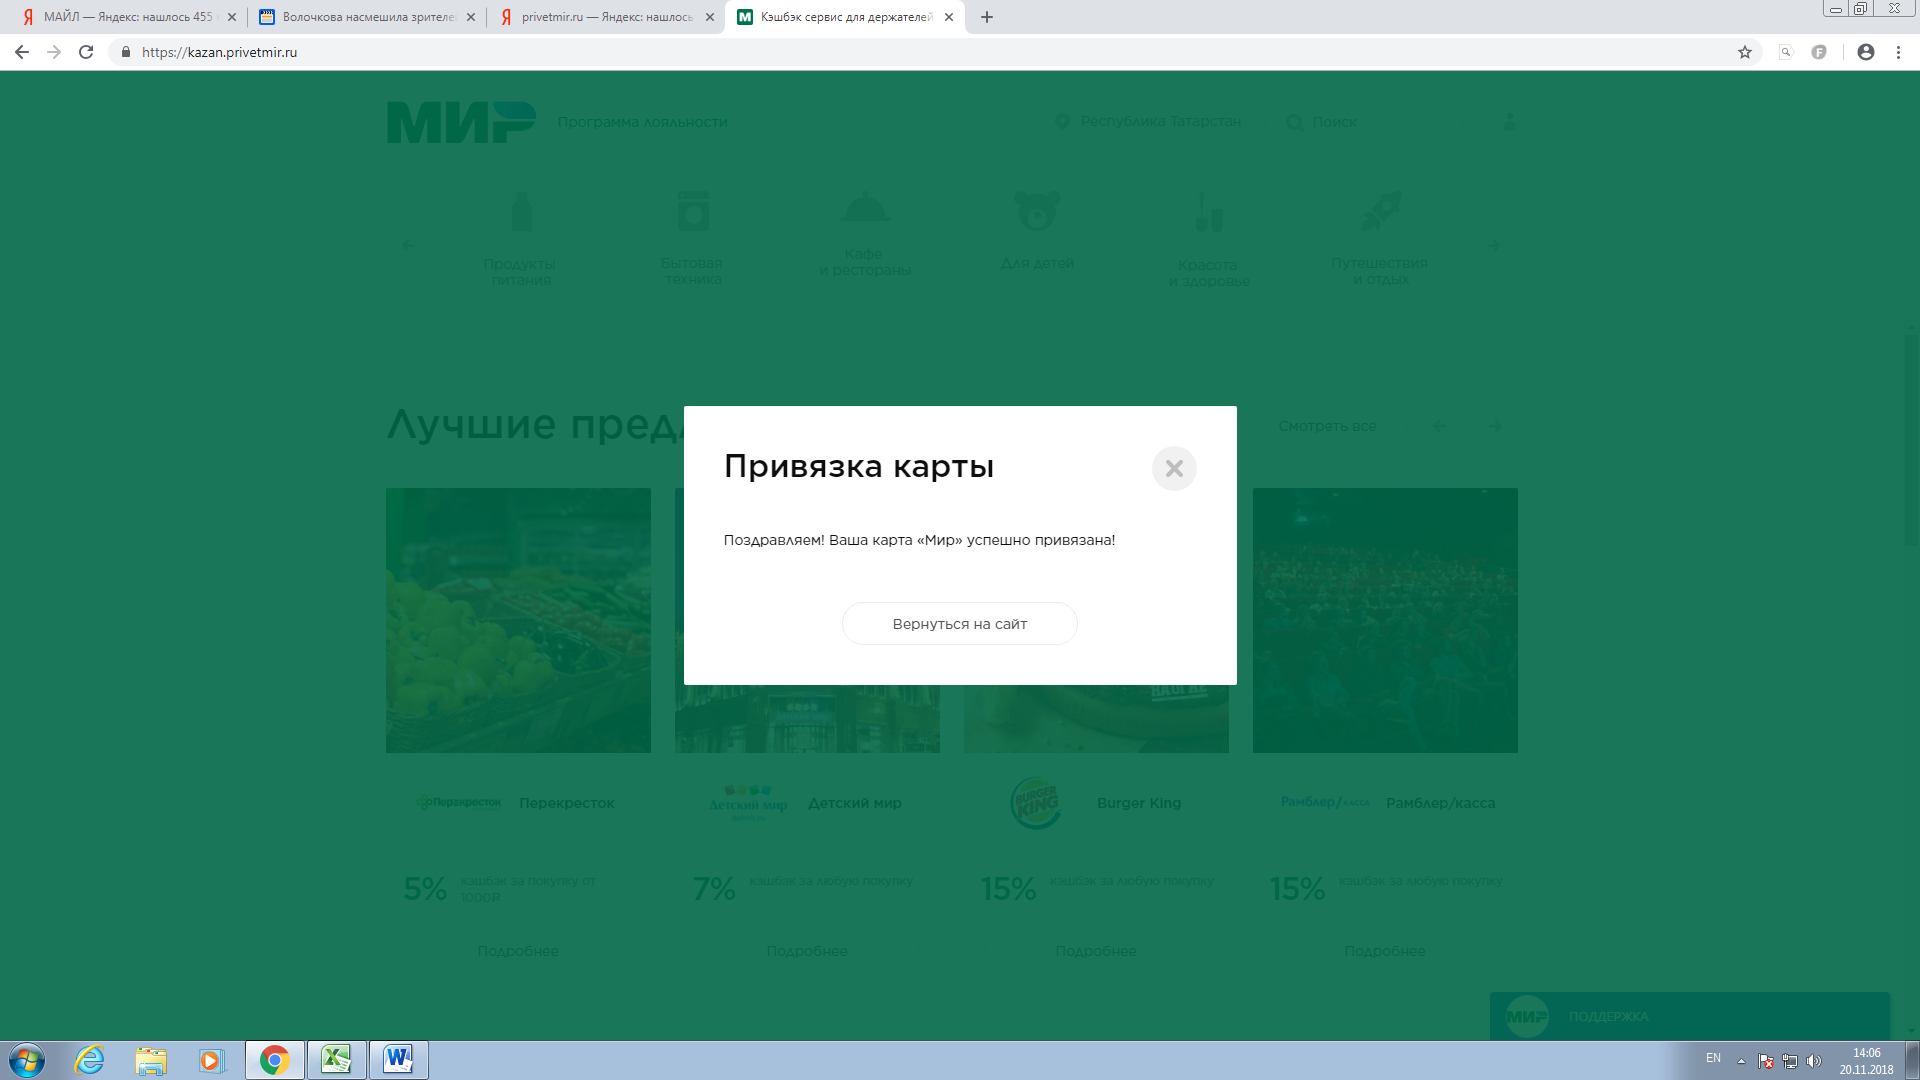 МАЙЛ — Яндекс: нашлось 455
Волочкова насмешила зрителе
privetmir.ru — Яндекс: нашлось
Кэшбэк сервис для держателей
https://kazan.privetmir.ru
МИР
Программа лояльности
Республика Татарстан
Поиск
Продукты
питания
Бытовая
техника
Кафе
и рестораны
Для детей
Красота
и здоровье
Путешествия
и отдых
Лучшие пред
Смотреть все
Привязка карты
Поздравляем! Ваша карта «Мир» успешно привязана!
Вернуться на сайт
Перекресток
Перекресток
Детский мир
Детский мир
BURGER
KING
Burger King
Рамблер/касса
Рамблер/касса
5%
кэшбэк за покупку от
1000₽
7%
кэшбэк за любую покупку
15%
кэшбэк за любую покупку
15%
кэшбэк за любую покупку
Подробнее
Подробнее
Подробнее
Подробнее
МИР
ПОДДЕРЖКА
EN
14:06
20.11.2018